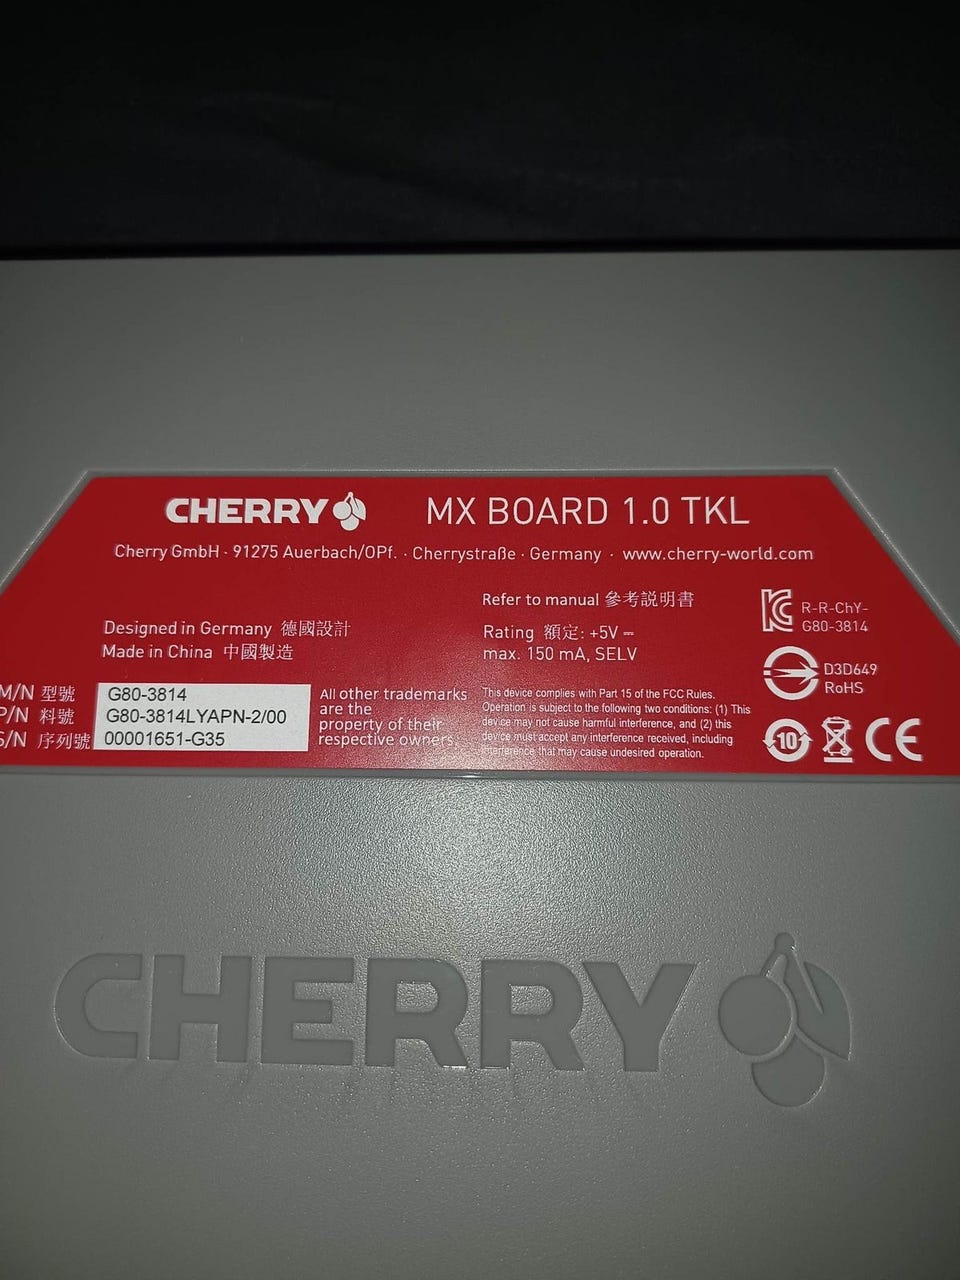 CHERRY MX BOARD 1.0 TKL
Cherry GmbH · 91275 Auerbach/OPf. · Cherrystraße · Germany · www.cherry-world.com
Designed in Germany 德國設計
Made in China 中國製造
M/N 型號 G80-3814
P/N 料號 G80-3814LYAPN-2/00
S/N 序列號 00001651-G35
All other trademarks
are the
property of their
respective owners.
Refer to manual 參考説明書
Rating 額定: +5V ⎓
max. 150 mA, SELV
This device complies with Part 15 of the FCC Rules.
Operation is subject to the following two conditions: (1) This
device may not cause harmful interference, and (2) this
device must accept any interference received, including
interference that may cause undesired operation.
R-R-ChY-
G80-3814
D3D649
RoHS
10
CE
CHERRY